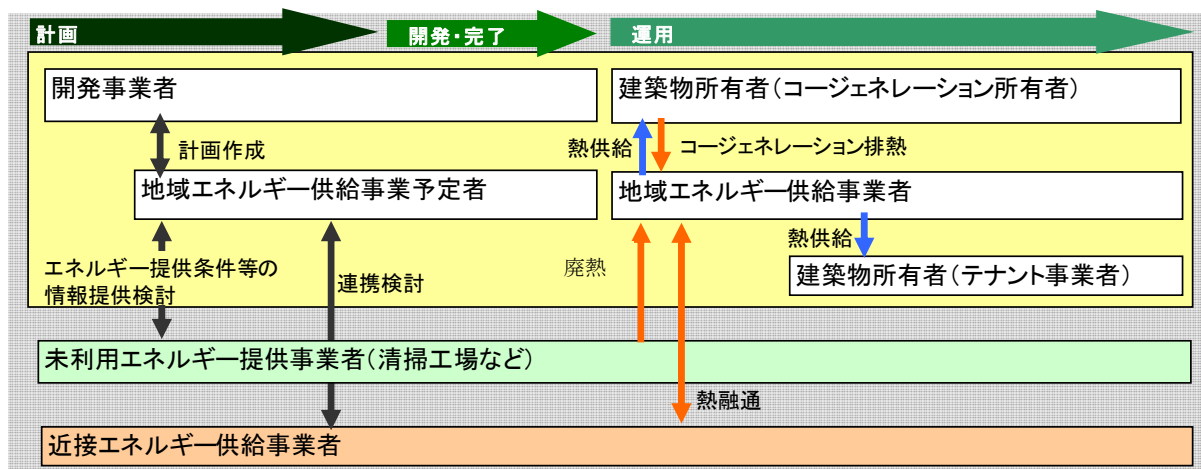 計画
開発・完了
運用
開発事業者
建築物所有者（コージェネレーション所有者）
計画作成
熱供給
コージェネレーション排熱
地域エネルギー供給事業予定者
地域エネルギー供給事業者
熱供給
エネルギー提供条件等の
情報提供検討
連携検討
廃熱
建築物所有者（テナント事業者）
未利用エネルギー提供事業者（清掃工場など）
熱融通
近接エネルギー供給事業者